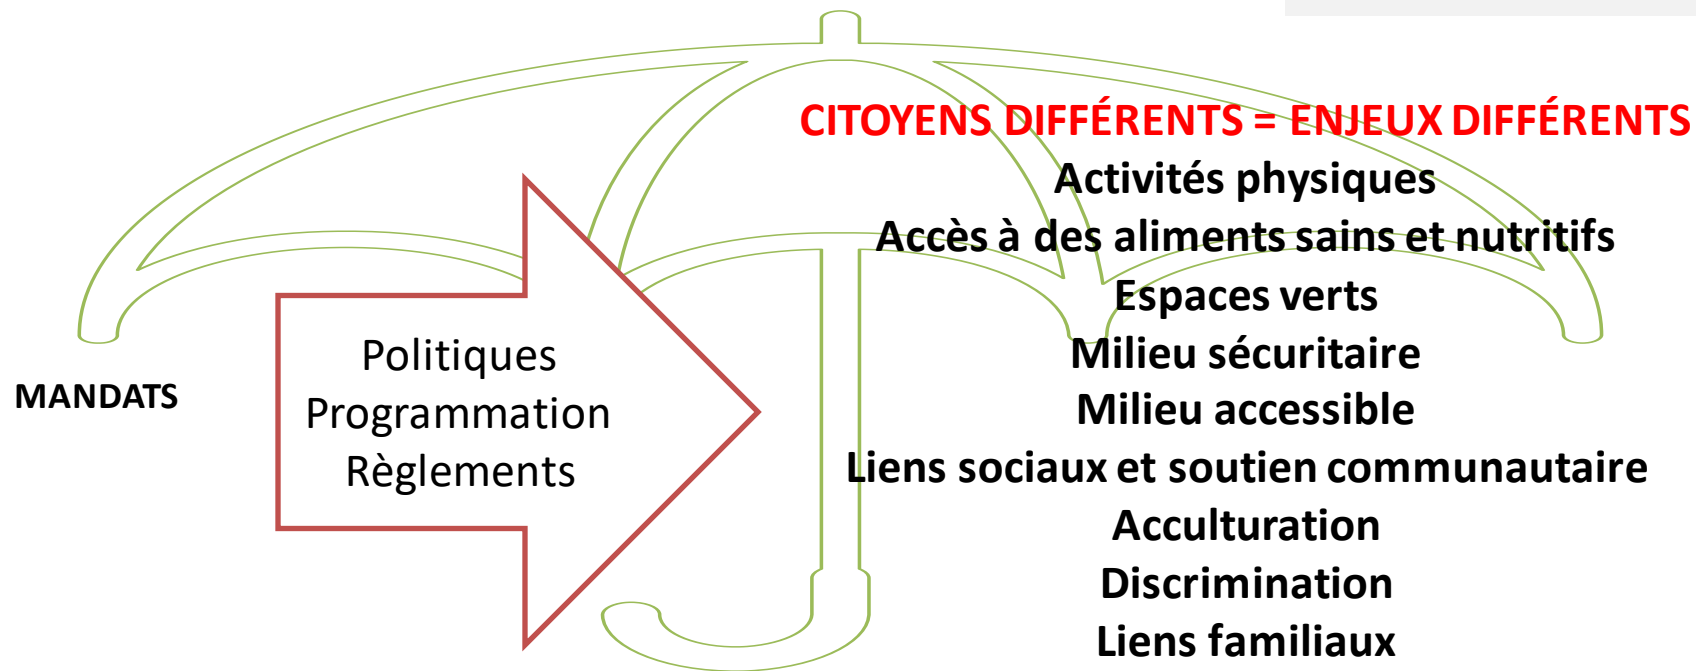 MANDATS
Politiques
Programmation
Règlements
CITOYENS DIFFÉRENTS = ENJEUX DIFFÉRENTS
Activités physiques
Accès à des aliments sains et nutritifs
Espaces verts
Milieu sécuritaire
Milieu accessible
Liens sociaux et soutien communautaire
Acculturation
Discrimination
Liens familiaux